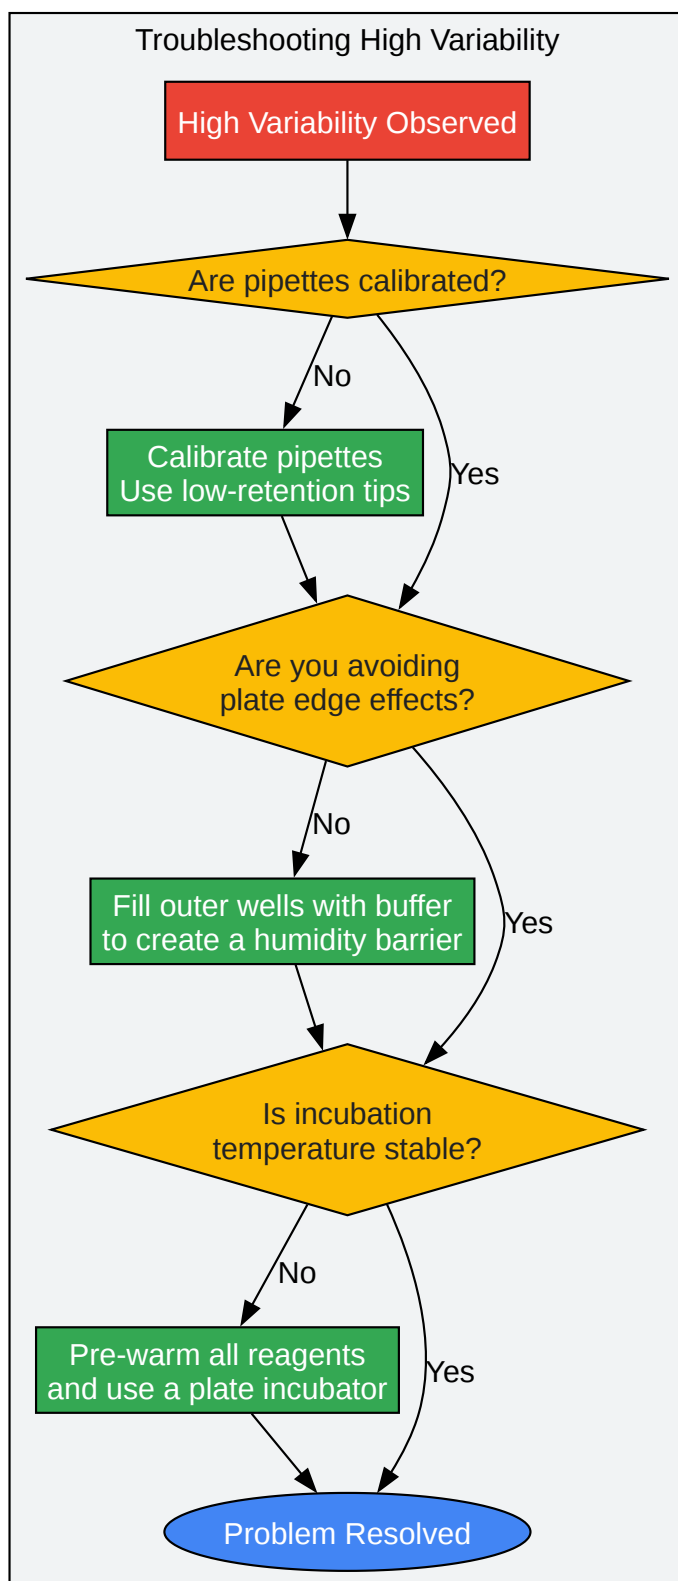 Troubleshooting High Variability
High Variability Observed
Are pipettes calibrated?
No
Calibrate pipettes
Use low-retention tips
Yes
Are you avoiding
plate edge effects?
No
Fill outer wells with buffer
to create a humidity barrier
Yes
Is incubation
temperature stable?
No
Pre-warm all reagents
and use a plate incubator
Yes
Problem Resolved